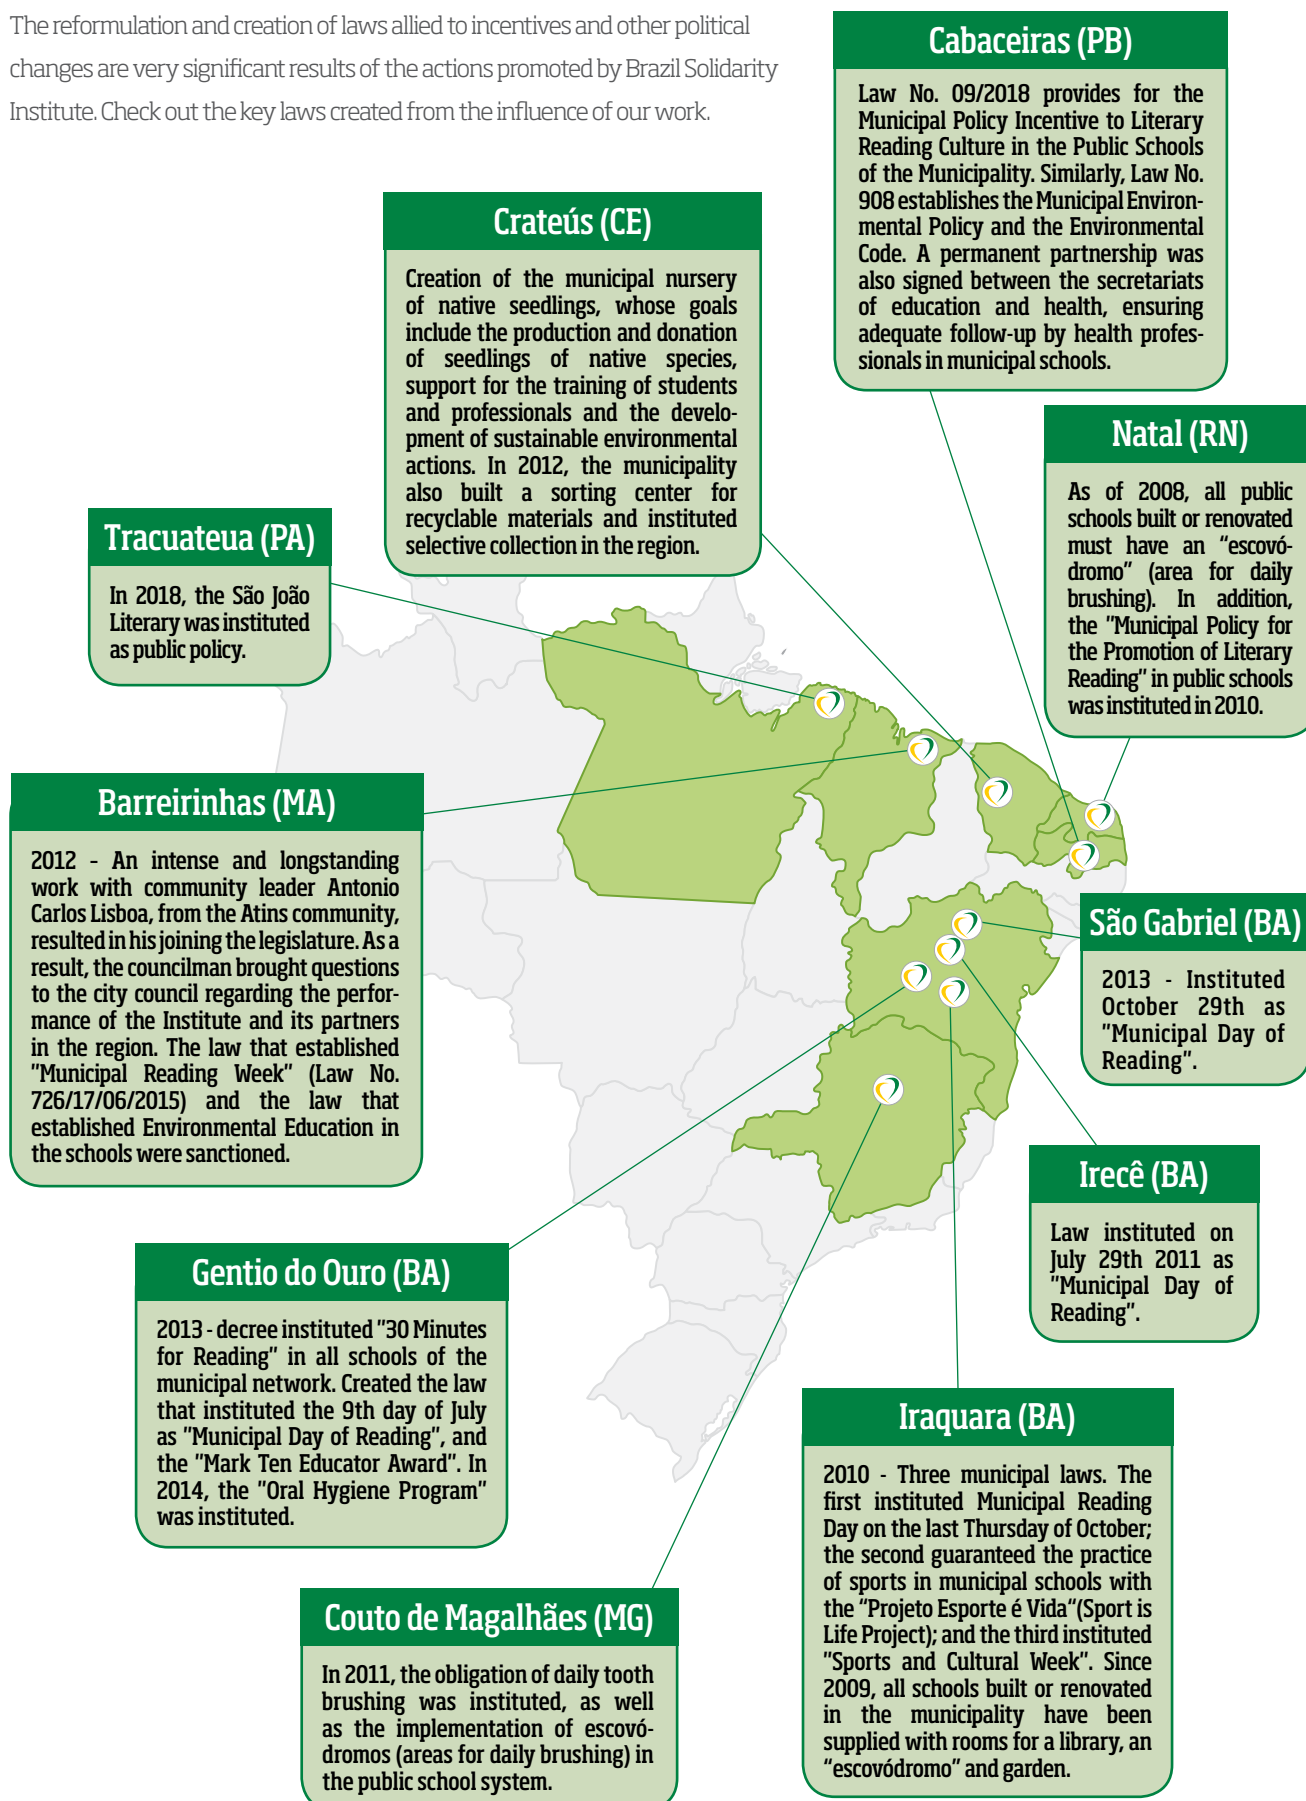 The reformulation and creation of laws allied to incentives and other political
changes are very significant results of the actions promoted by Brazil Solidarity
Institute. Check out the key laws created from the influence of our work.
Cabaceiras (PB)
Law No. 09/2018 provides for the
Municipal Policy Incentive to Literary
Reading Culture in the Public Schools
of the Municipality. Similarly, Law No.
908 establishes the Municipal Environ-
mental Policy and the Environmental
Code. A permanent partnership was
also signed between the secretariats
of education and health, ensuring
adequate follow-up by health profes-
sionals in municipal schools.
Crateús (CE)
Creation of the municipal nursery
of native seedlings, whose goals
include the production and donation
of seedlings of native species,
support for the training of students
and professionals and the develo-
pment of sustainable environmental
actions. In 2012, the municipality
also built a sorting center for
recyclable materials and instituted
selective collection in the region.
Natal (RN)
As of 2008, all public
schools built or renovated
must have an “escovó-
dromo” (area for daily
brushing). In addition,
the "Municipal Policy for
the Promotion of Literary
Reading" in public schools
was instituted in 2010.
Tracuateua (PA)
In 2018, the São João
Literary was instituted
as public policy.
Barreirinhas (MA)
2012 - An intense and longstanding
work with community leader Antonio
Carlos Lisboa, from the Atins community,
resulted in his joining the legislature. As a
result, the councilman brought questions
to the city council regarding the perfor-
mance of the Institute and its partners
in the region. The law that established
"Municipal Reading Week" (Law No.
726/17/06/2015) and the law that
established Environmental Education in
the schools were sanctioned.
São Gabriel (BA)
2013 - Instituted
October 29th as
"Municipal Day of
Reading".
Irecê (BA)
Law instituted on
July 29th 2011 as
"Municipal Day of
Reading".
Gentio do Ouro (BA)
2013 - decree instituted "30 Minutes
for Reading" in all schools of the
municipal network. Created the law
that instituted the 9th day of July
as "Municipal Day of Reading", and
the "Mark Ten Educator Award". In
2014, the "Oral Hygiene Program"
was instituted.
Iraquara (BA)
2010 - Three municipal laws. The
first instituted Municipal Reading
Day on the last Thursday of October;
the second guaranteed the practice
of sports in municipal schools with
the “Projeto Esporte é Vida“(Sport is
Life Project); and the third instituted
"Sports and Cultural Week". Since
2009, all schools built or renovated
in the municipality have been
supplied with rooms for a library, an
“escovódromo” and garden.
Couto de Magalhães (MG)
In 2011, the obligation of daily tooth
brushing was instituted, as well
as the implementation of escovó-
dromos (areas for daily brushing) in
the public school system.